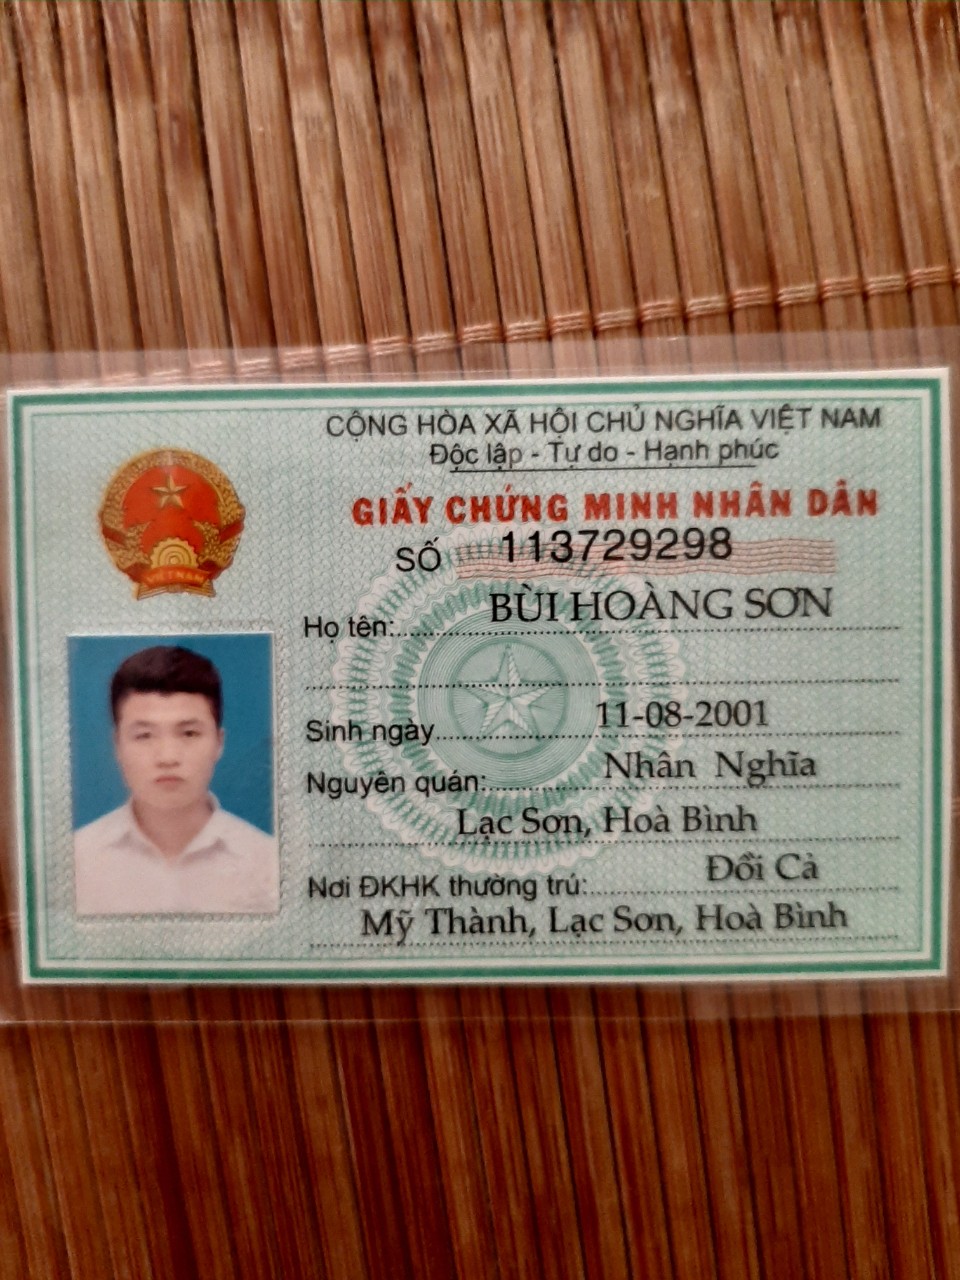 CỘNG HÒA XÃ HỘI CHỦ NGHĨA VIỆT NAM
Độc lập - Tự do - Hạnh phúc
GIẤY CHỨNG MINH NHÂN DÂN
SỐ 113729298
Họ tên: BÙI HOÀNG SƠN
Sinh ngày 11-08-2001
Nguyên quán: Nhân Nghĩa
Lạc Sơn, Hoà Bình
Nơi ĐKHK thường trú: Đồi Cả
Mỹ Thành, Lạc Sơn, Hoà Bình
VIỆT NAM